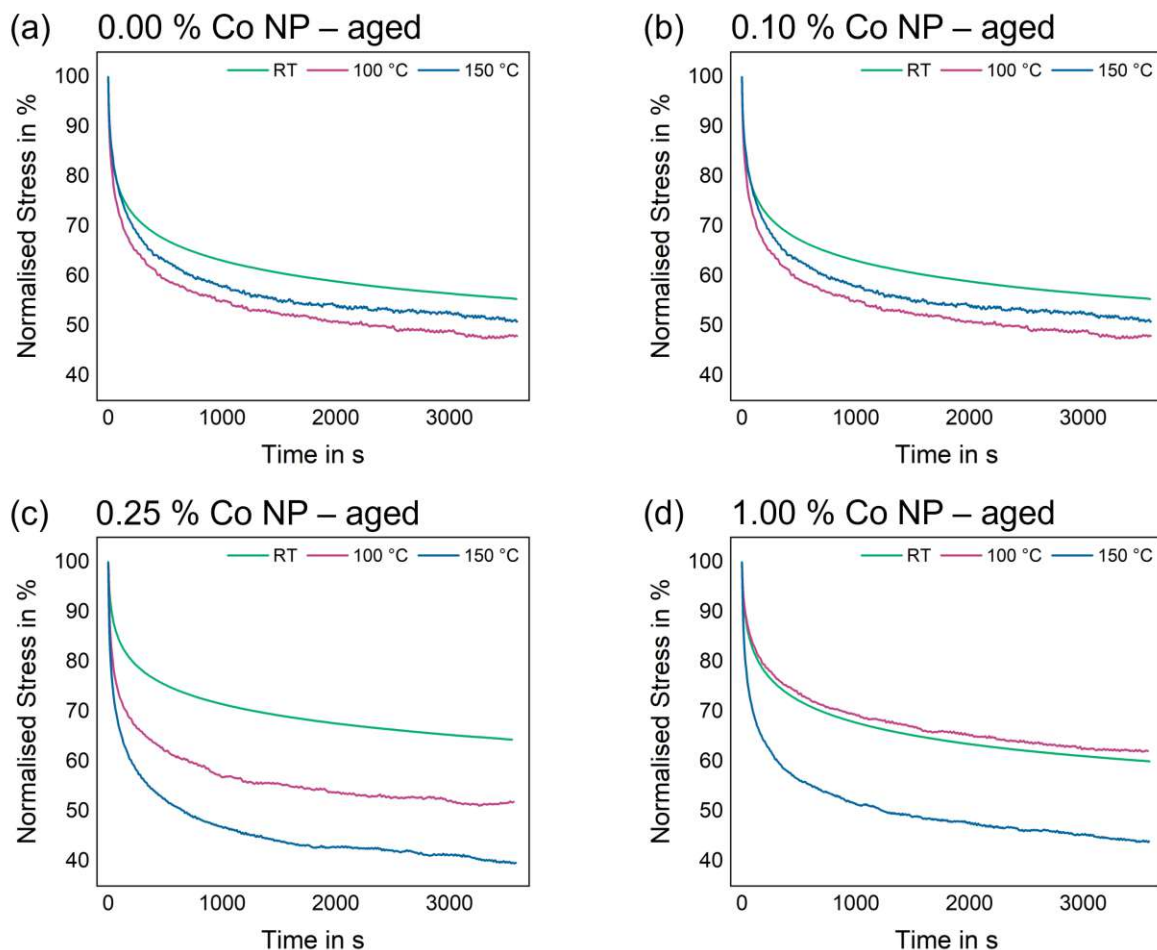 (a) 0.00 % Co NP – aged
RT 100 °C 150 °C
100
90
80
70
60
50
40
Normalised Stress in %
0 1000 2000 3000
Time in s
(b) 0.10 % Co NP – aged
RT 100 °C 150 °C
100
90
80
70
60
50
40
Normalised Stress in %
0 1000 2000 3000
Time in s
(c) 0.25 % Co NP – aged
RT 100 °C 150 °C
100
90
80
70
60
50
40
Normalised Stress in %
0 1000 2000 3000
Time in s
(d) 1.00 % Co NP – aged
RT 100 °C 150 °C
100
90
80
70
60
50
40
Normalised Stress in %
0 1000 2000 3000
Time in s